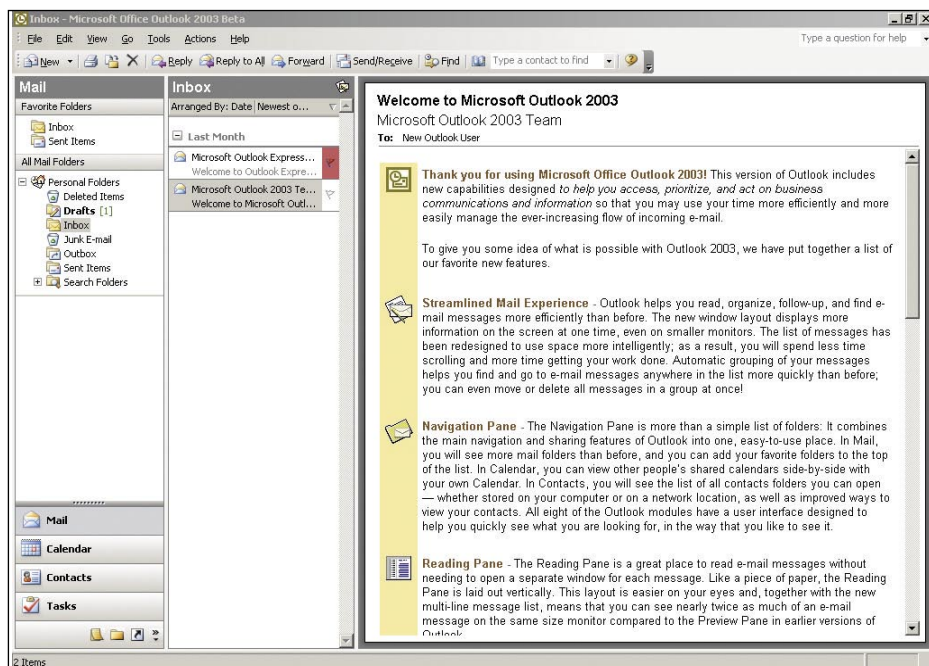 Inbox - Microsoft Office Outlook 2003 Beta
File Edit View Go Tools Actions Help
Type a question for help
New Reply Reply to All Forward Send/Receive Find Type a contact to find
Mail
Favorite Folders
Inbox
Sent Items
All Mail Folders
Personal Folders
Deleted Items
Drafts [1]
Inbox
Junk E-mail
Outbox
Sent Items
Search Folders
Mail
Calendar
Contacts
Tasks
Inbox
Arranged By: Date Newest o...
Last Month
Microsoft Outlook Express...
Welcome to Outlook Expre...
Microsoft Outlook 2003 Te...
Welcome to Microsoft Outl...
Welcome to Microsoft Outlook 2003
Microsoft Outlook 2003 Team
To: New Outlook User
Thank you for using Microsoft Office Outlook 2003! This version of Outlook includes
new capabilities designed to help you access, prioritize, and act on business
communications and information so that you may use your time more efficiently and more
easily manage the ever-increasing flow of incoming e-mail.
To give you some idea of what is possible with Outlook 2003, we have put together a list of
our favorite new features.
Streamlined Mail Experience - Outlook helps you read, organize, follow-up, and find e-
mail messages more efficiently than before. The new window layout displays more
information on the screen at one time, even on smaller monitors. The list of messages has
been redesigned to use space more intelligently; as a result, you will spend less time
scrolling and more time getting your work done. Automatic grouping of your messages
helps you find and go to e-mail messages anywhere in the list more quickly than before;
you can even move or delete all messages in a group at once!
Navigation Pane - The Navigation Pane is more than a simple list of folders: It combines
the main navigation and sharing features of Outlook into one, easy-to-use place. In Mail,
you will see more mail folders than before, and you can add your favorite folders to the top
of the list. In Calendar, you can view other people's shared calendars side-by-side with
your own Calendar. In Contacts, you will see the list of all contacts folders you can open
— whether stored on your computer or on a network location, as well as improved ways to
view your contacts. All eight of the Outlook modules have a user interface designed to
help you quickly see what you are looking for, in the way that you like to see it.
Reading Pane - The Reading Pane is a great place to read e-mail messages without
needing to open a separate window for each message. Like a piece of paper, the Reading
Pane is laid out vertically. This layout is easier on your eyes and, together with the new
multi-line message list, means that you can see nearly twice as much of an e-mail
message on the same size monitor compared to the Preview Pane in earlier versions of
Outlook
2 Items